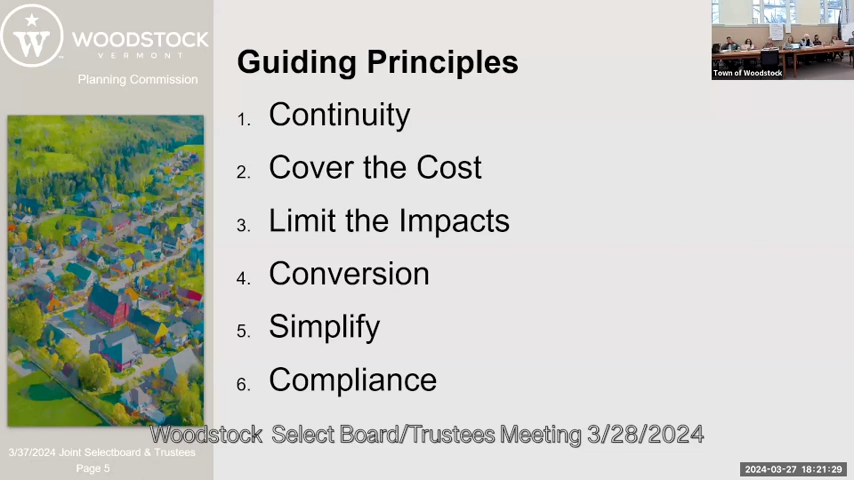 W
WOODSTOCK
VERMONT
Planning Commission
Guiding Principles
1. Continuity
2. Cover the Cost
3. Limit the Impacts
4. Conversion
5. Simplify
6. Compliance
Town of Woodstock
Woodstock Select Board/Trustees Meeting 3/28/2024
3/37/2024 Joint Selectboard & Trustees
Page 5
2024-03-27 18:21:29